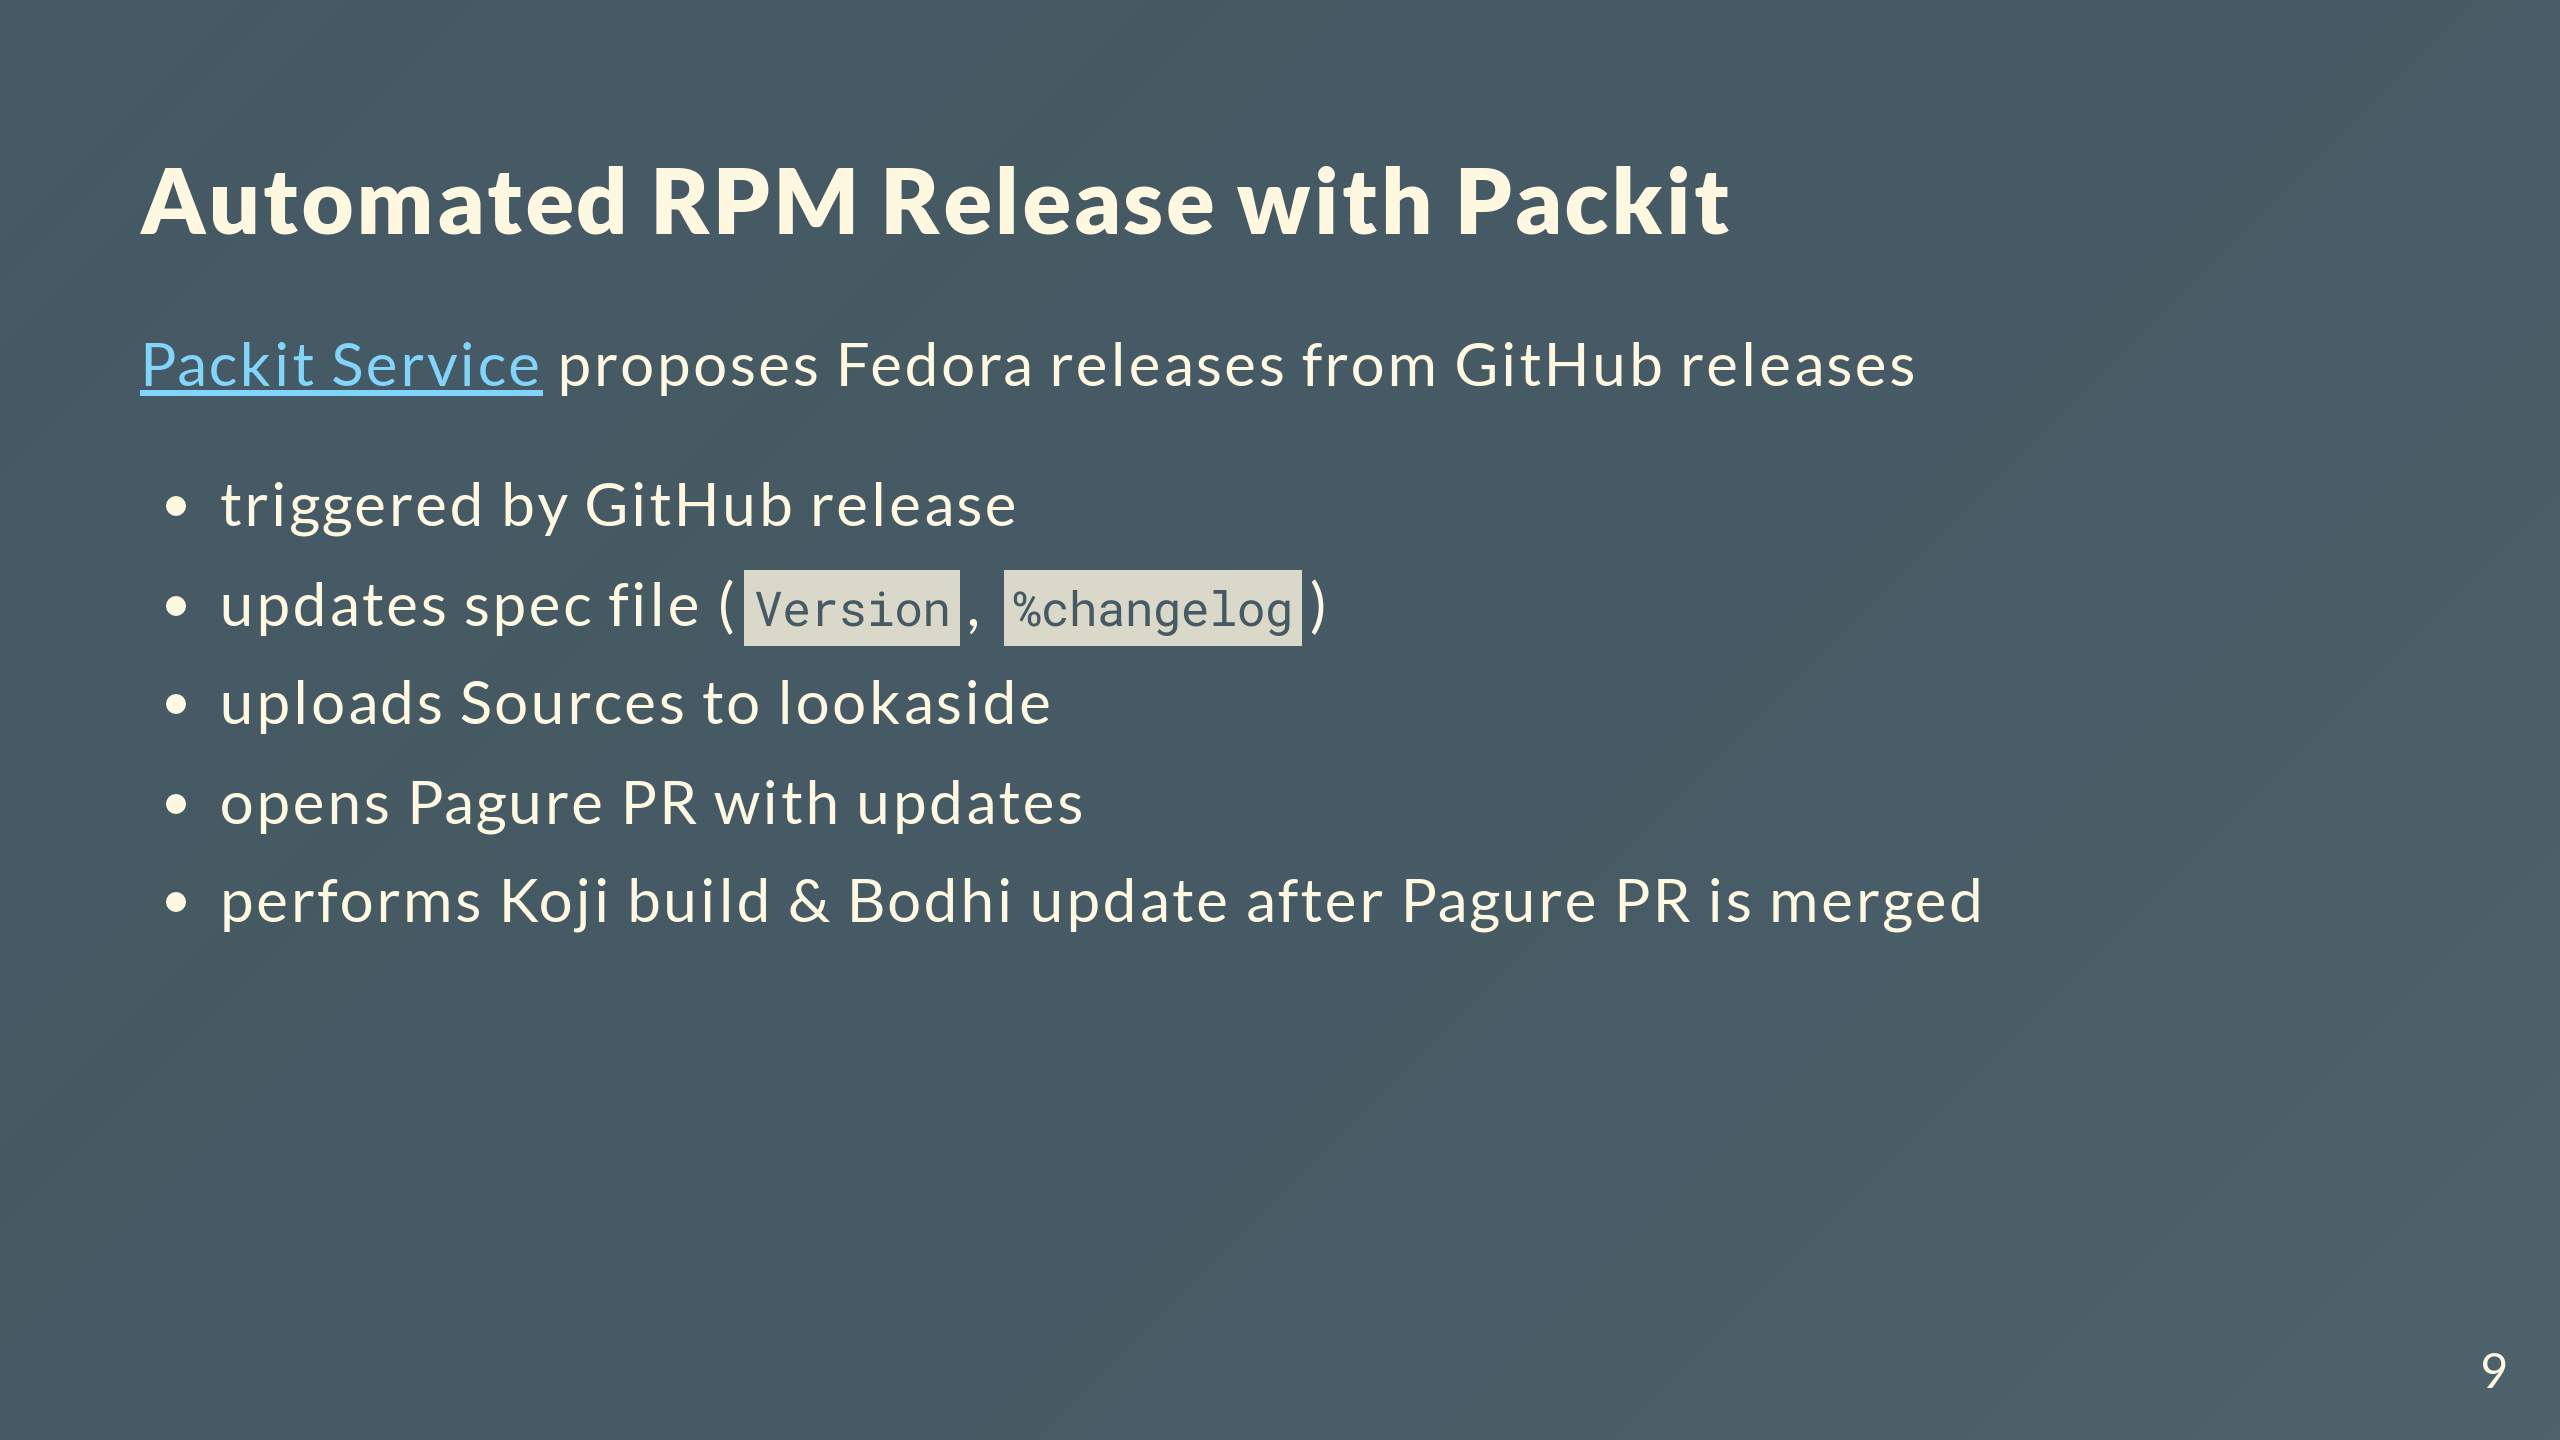 Automated RPM Release with Packit
Packit Service proposes Fedora releases from GitHub releases
• triggered by GitHub release
• updates spec file ( Version , %changelog )
• uploads Sources to lookaside
• opens Pagure PR with updates
• performs Koji build & Bodhi update after Pagure PR is merged
9